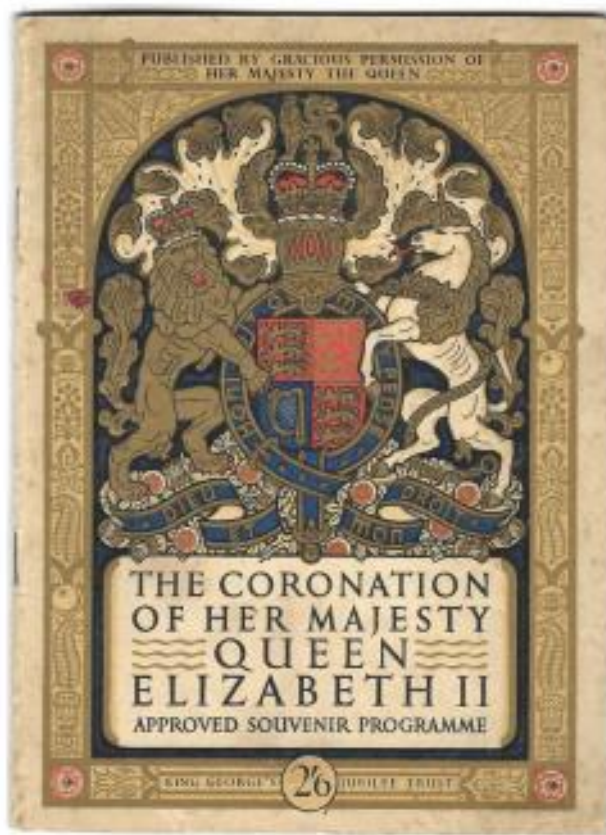 PUBLISHED BY GRACIOUS PERMISSION OF
HER MAJESTY THE QUEEN
DIEU ET MON DROIT
THE CORONATION
OF HER MAJESTY
QUEEN
ELIZABETH II
APPROVED SOUVENIR PROGRAMME
KING GEORGE'S 2/6 JUBILEE TRUST